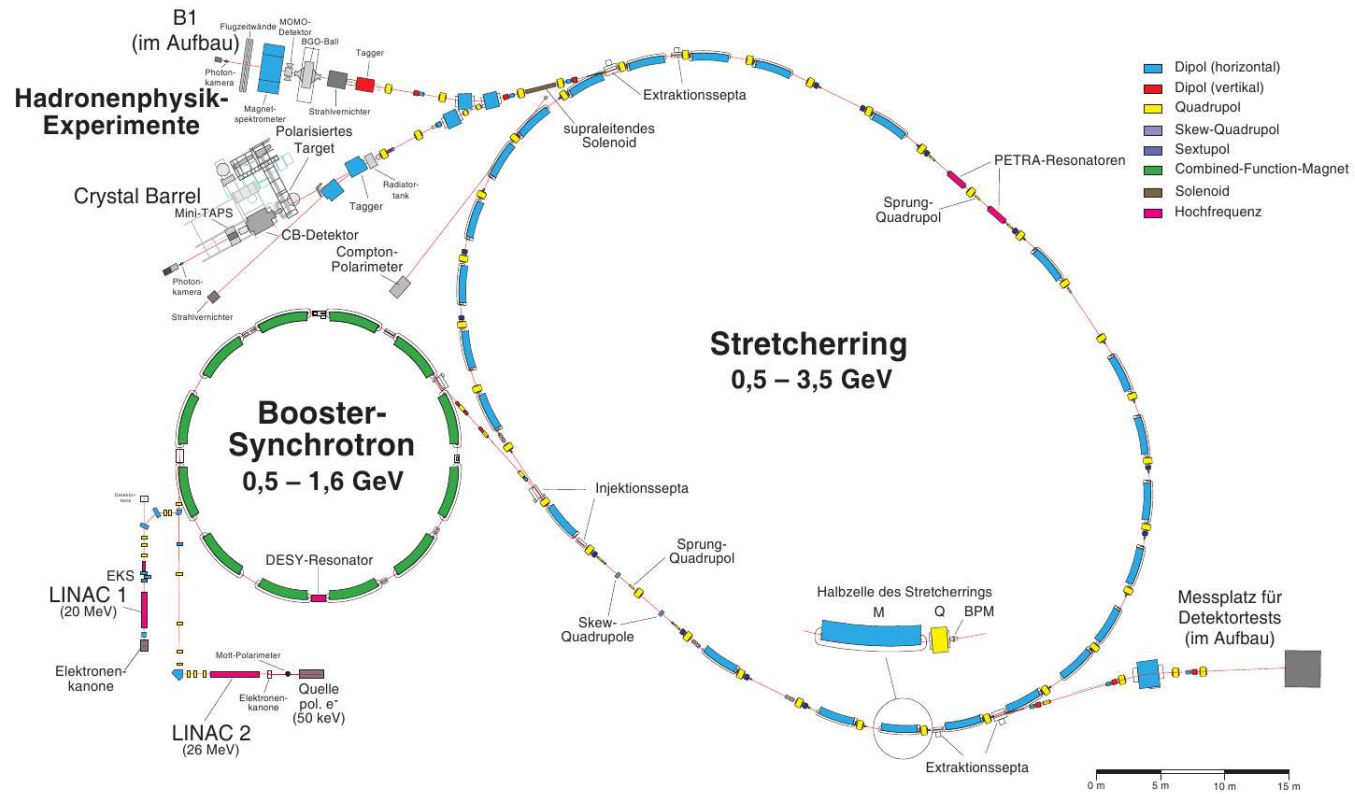 B1
(im Aufbau)
Flugzeitwände
MOMO-
Detektor
BGO-Ball
Tagger
Photon-
kamera
Magnet-
spektrometer
Strahlvernichter
Hadronenphysik-
Experimente
Polarisiertes
Target
Crystal Barrel
Mini-TAPS
Tagger
Radiator-
tank
CB-Detektor
Photon-
kamera
Strahlvernichter
Extraktionssepta
supraleitendes
Solenoid
Compton-
Polarimeter
PETRA-Resonatoren
Sprung-
Quadrupol
Dipol (horizontal)
Dipol (vertikal)
Quadrupol
Skew-Quadrupol
Sextupol
Combined-Function-Magnet
Solenoid
Hochfrequenz
Stretcherring
0,5 – 3,5 GeV
Booster-
Synchrotron
0,5 – 1,6 GeV
DESY-Resonator
Injektionssepta
Sprung-
Quadrupol
Skew-
Quadrupole
EKS
LINAC 1
(20 MeV)
Elektronen-
kanone
Mott-Polarimeter
Elektronen-
kanone
Quelle
pol. e-
(50 keV)
LINAC 2
(26 MeV)
Halbzelle des Stretcherrings
M
Q
BPM
Messplatz für
Detektortests
(im Aufbau)
Extraktionssepta
0 m
5 m
10 m
15 m